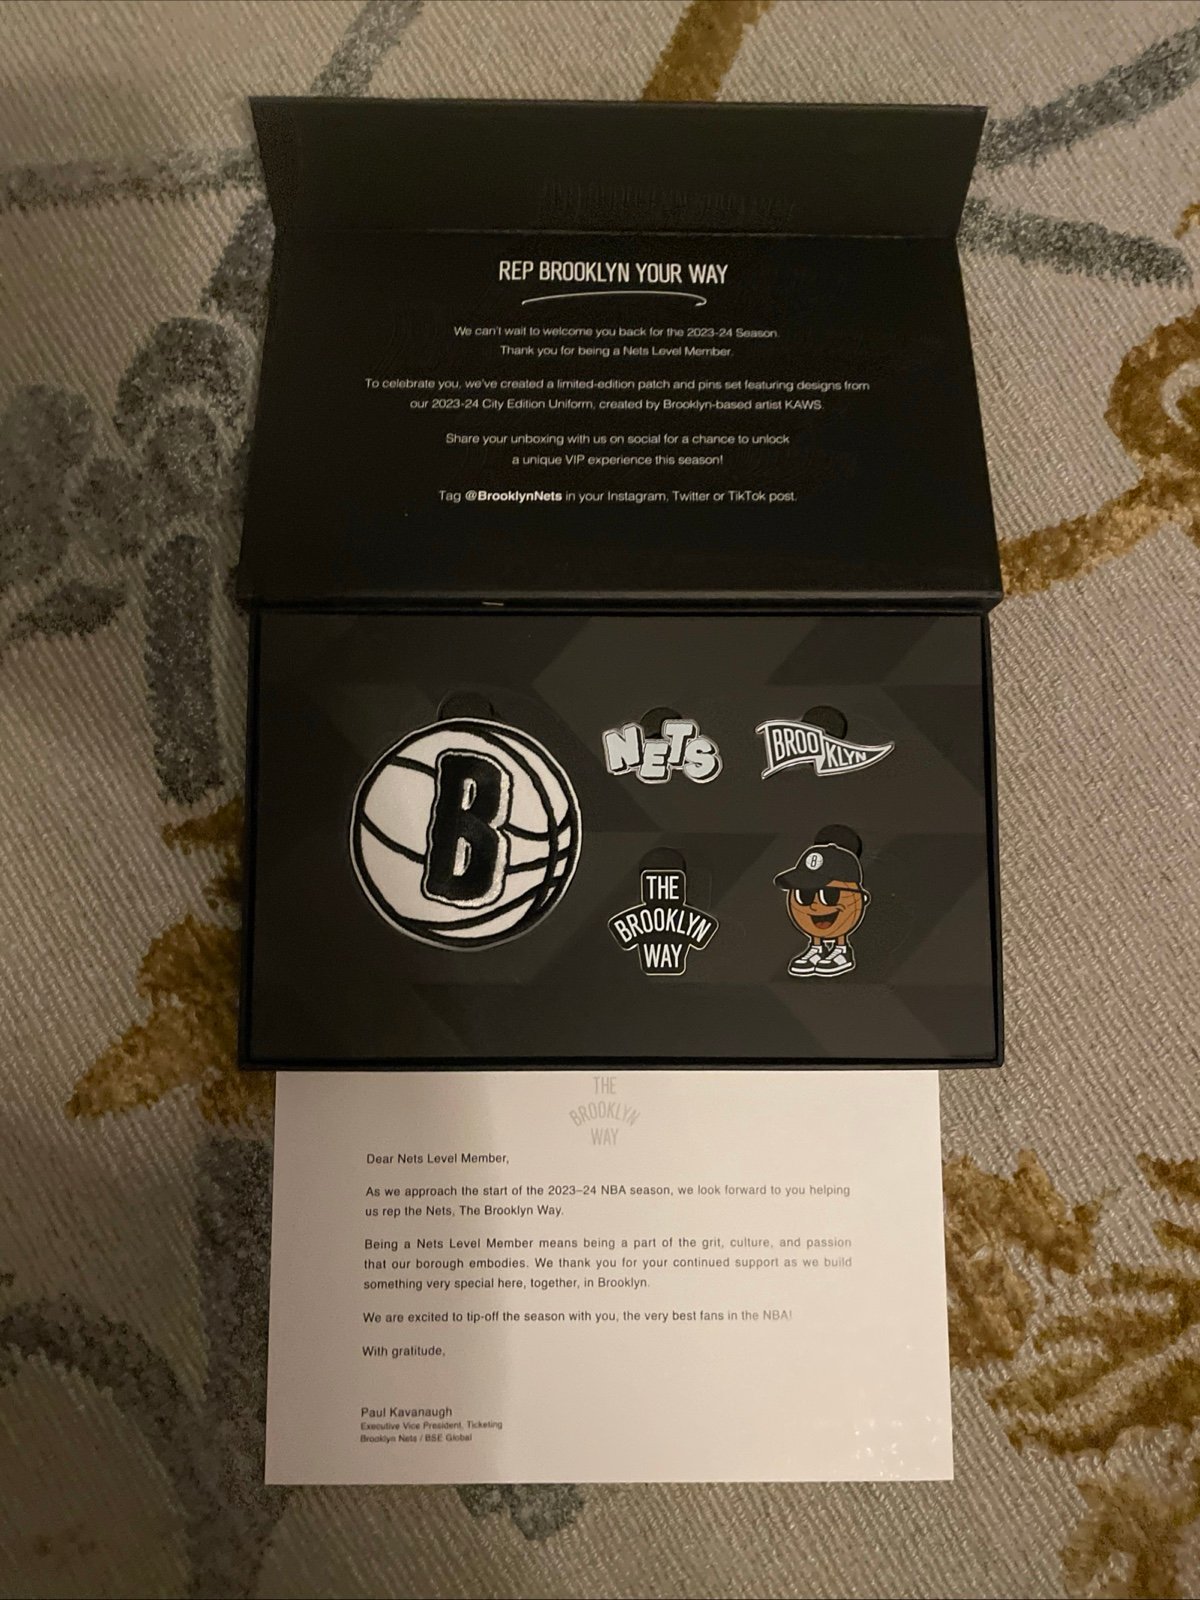 REP BROOKLYN YOUR WAY
We can't wait to welcome you back for the 2023-24 Season.
Thank you for being a Nets Level Member.
To celebrate you, we've created a limited-edition patch and pins set featuring designs from
our 2023-24 City Edition Uniform, created by Brooklyn-based artist KAWS.
Share your unboxing with us on social for a chance to unlock
a unique VIP experience this season!
Tag @BrooklynNets in your Instagram, Twitter or TikTok post.
B
NETS
BROOKLYN
THE
BROOKLYN
WAY
B
THE
BROOKLYN
WAY
Dear Nets Level Member,
As we approach the start of the 2023–24 NBA season, we look forward to you helping
us rep the Nets, The Brooklyn Way.
Being a Nets Level Member means being a part of the grit, culture, and passion
that our borough embodies. We thank you for your continued support as we build
something very special here, together, in Brooklyn.
We are excited to tip-off the season with you, the very best fans in the NBA!
With gratitude,
Paul Kavanaugh
Executive Vice President, Ticketing
Brooklyn Nets / BSE Global